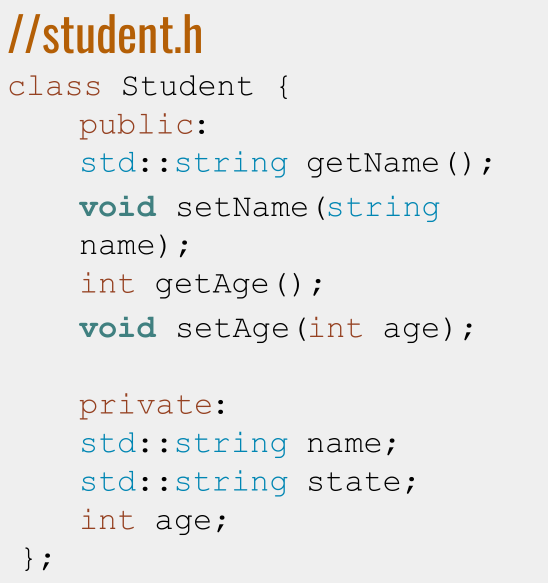 //student.h
class Student {
public:
std::string getName();
void setName(string
name);
int getAge();
void setAge(int age);
private:
std::string name;
std::string state;
int age;
};